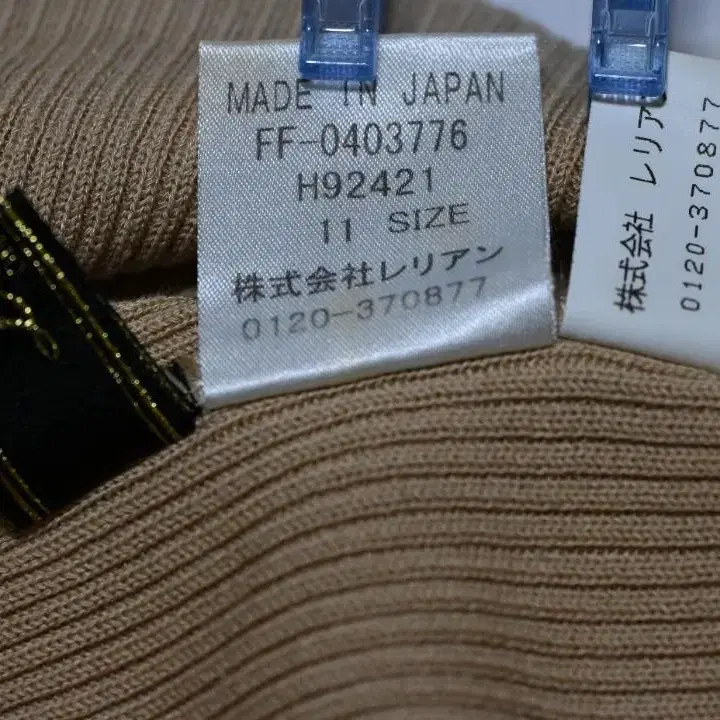 MADE IN JAPAN
FF-0403776
H92421
11 SIZE
株式会社レリアン
0120-370877
株式会社 レリア
0120-370877